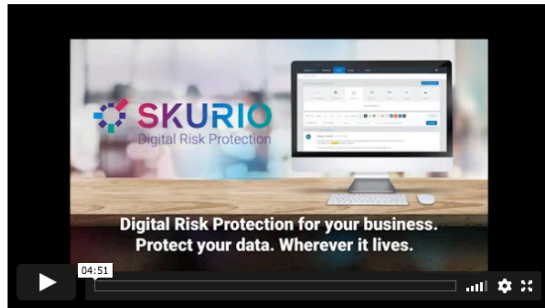 SKURIO
Digital Risk Protection
Digital Risk Protection for your business.
Protect your data. Wherever it lives.
04:51